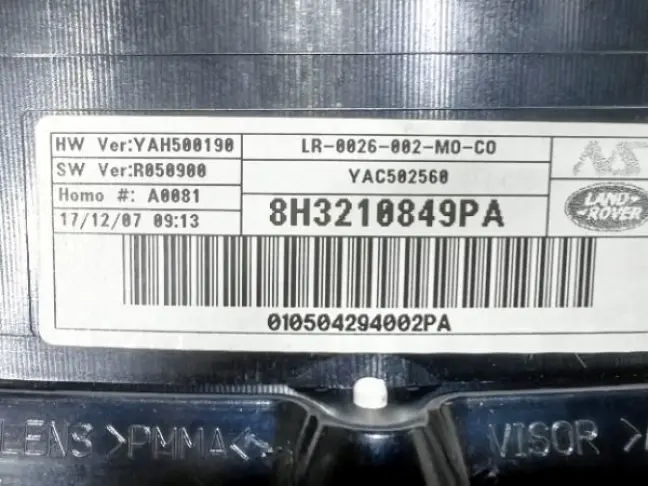 HW Ver:YAH500190
LR-0026-002-MO-CO
SW Ver:R050900
YAC502560
Homo #: A0081
8H3210849PA
17/12/07 09:13
LAND
ROVER
010504294002PA
LENS >PMMA<
VISOR >